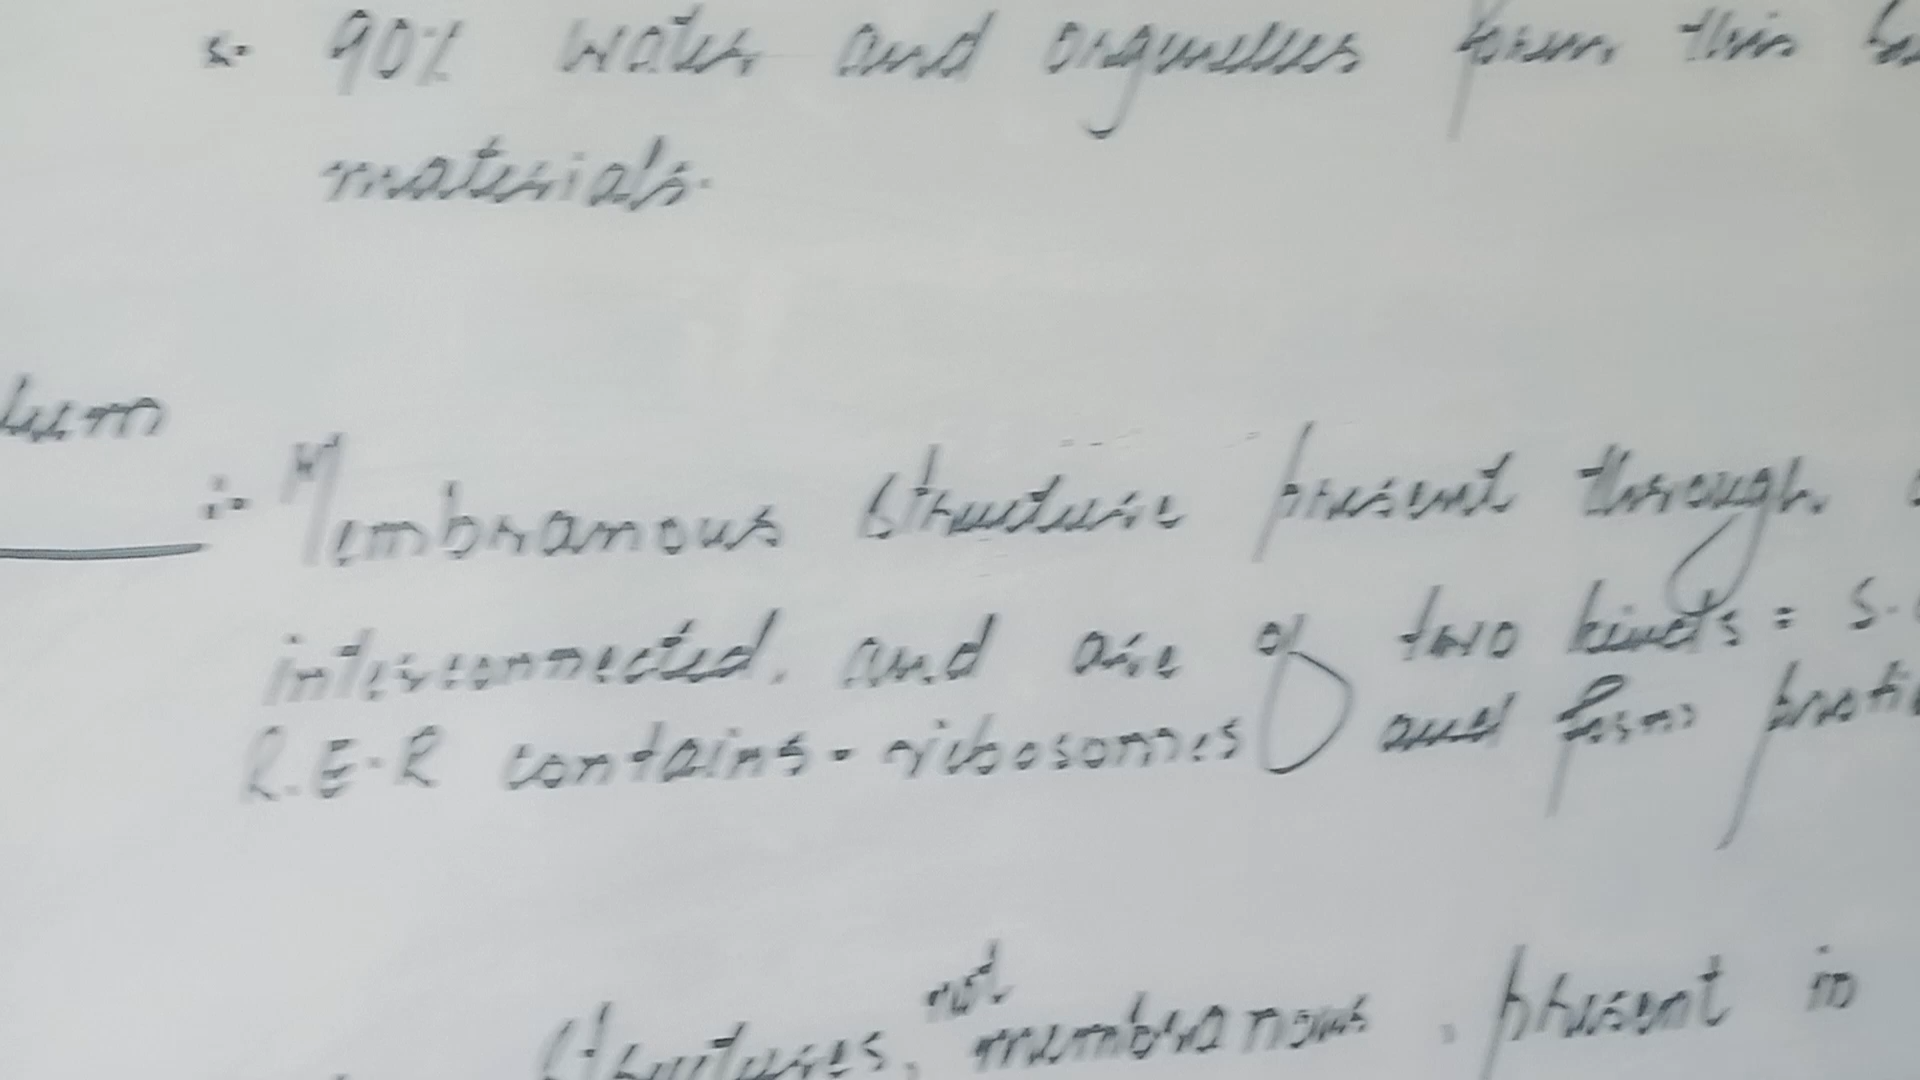 90% water and organelles form this
materials.
Membranous structure present through
interconnected, and are of two kinds: S.
R.E.R contains ribosomes and form
structures, not membranous, present in